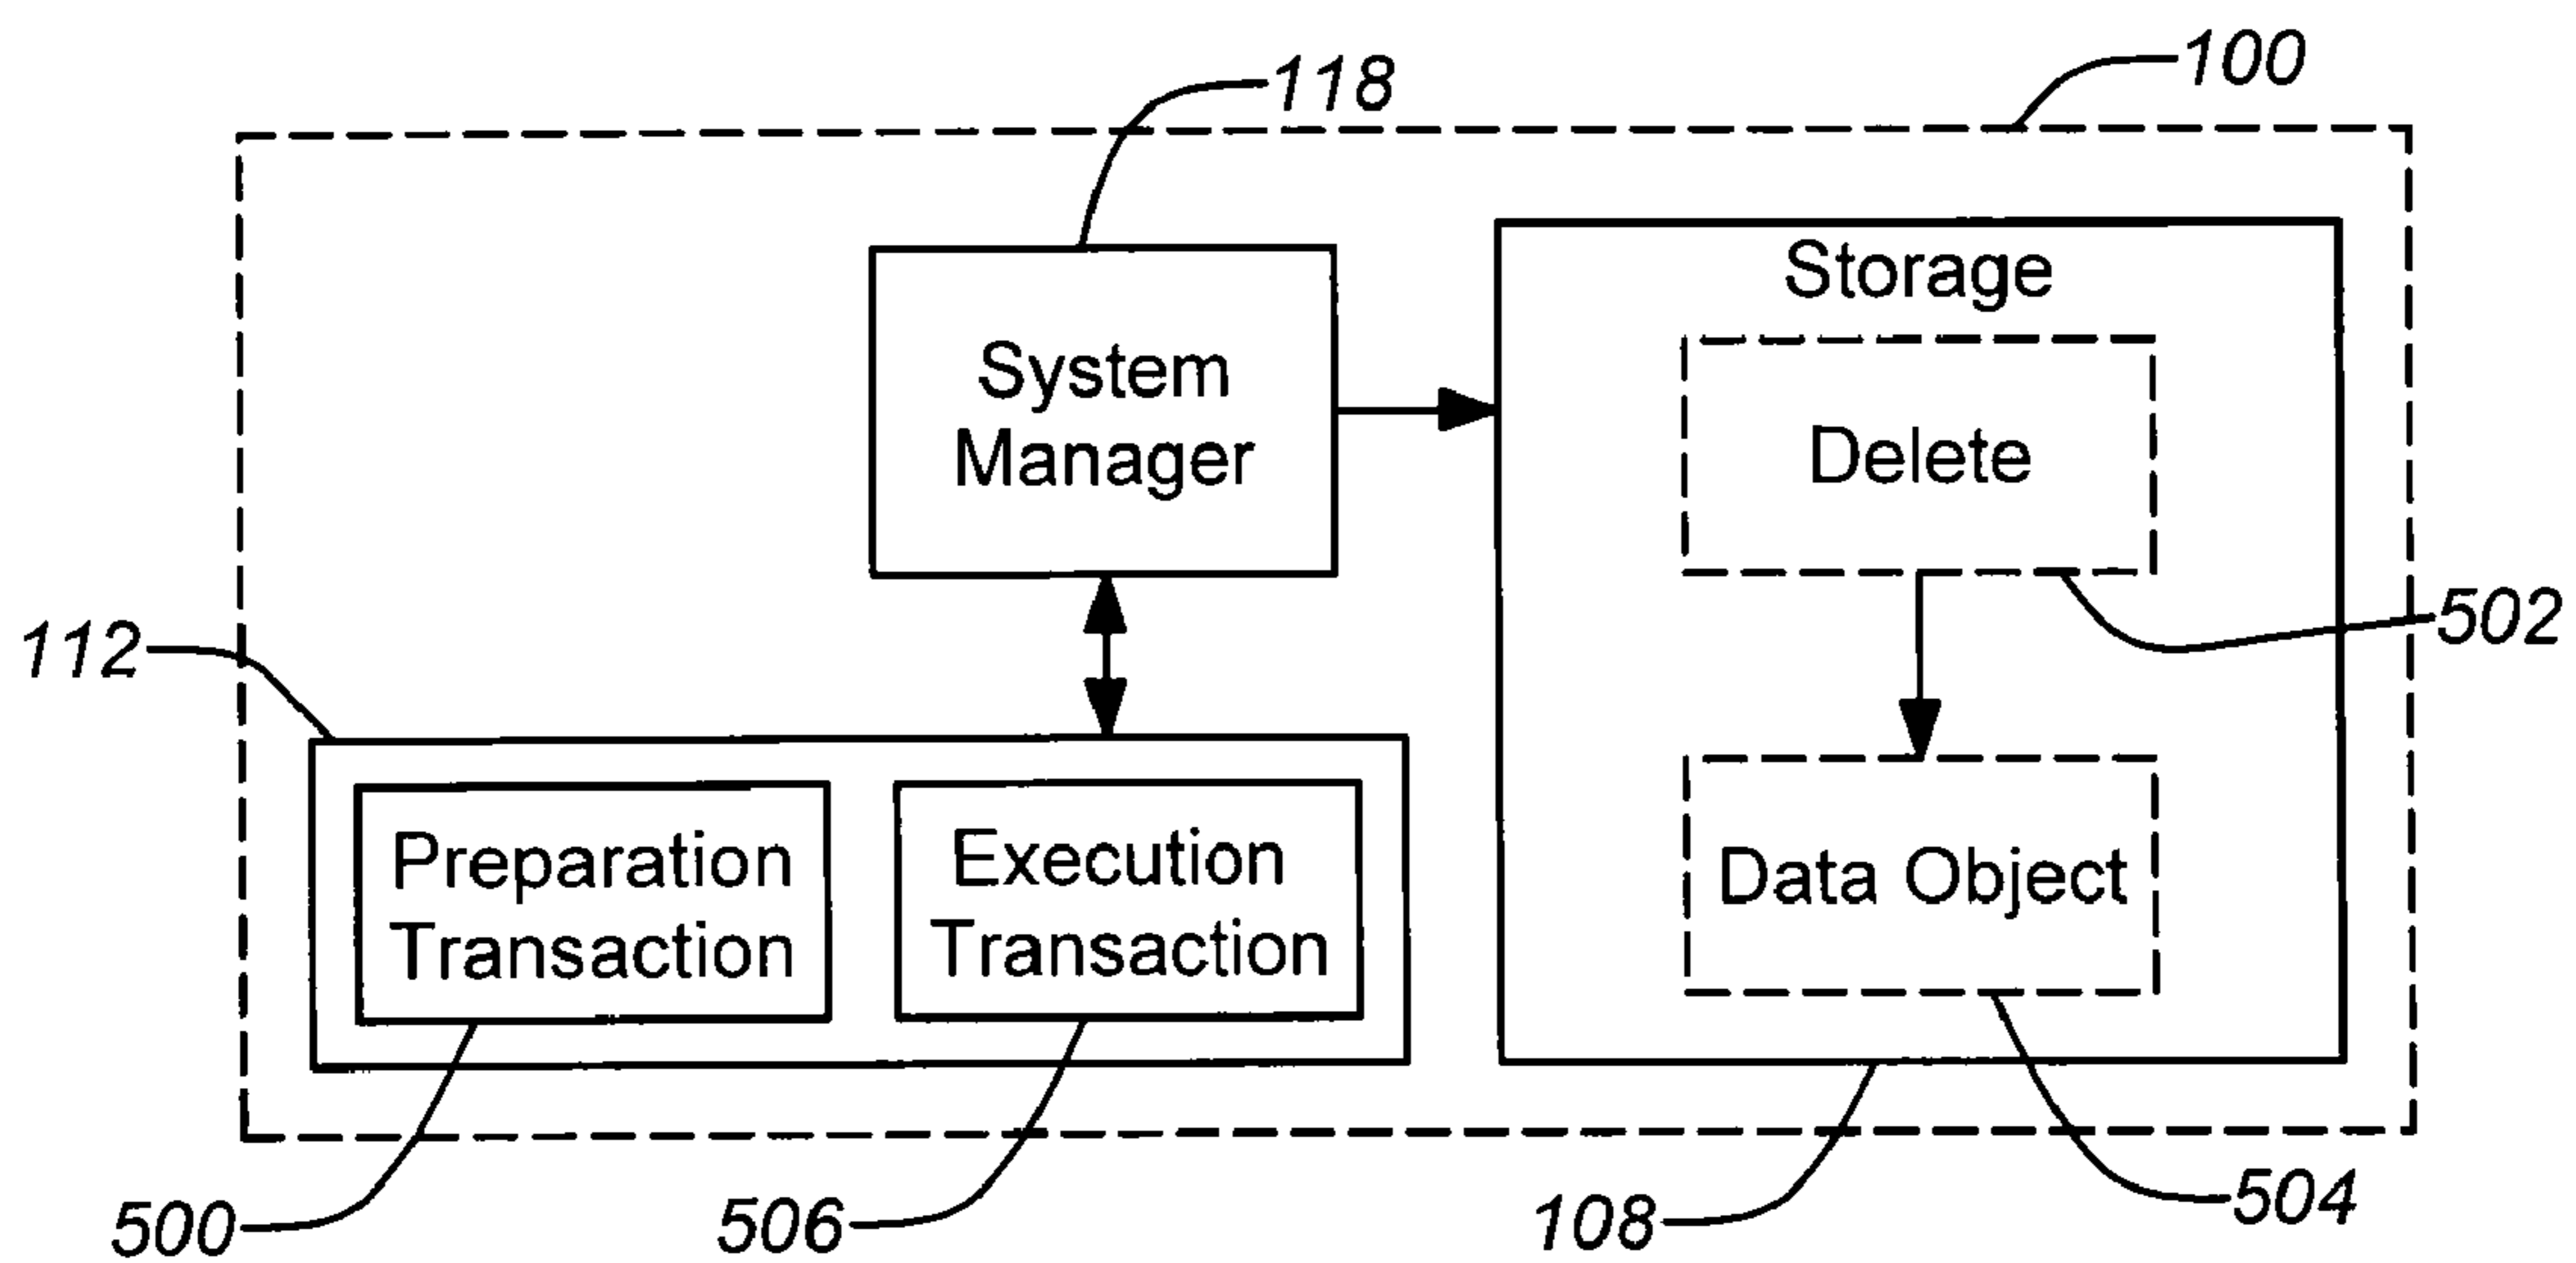 118
100
Storage
System
Manager
Delete
112
502
Preparation
Transaction
Execution
Transaction
Data Object
500
506
108
504